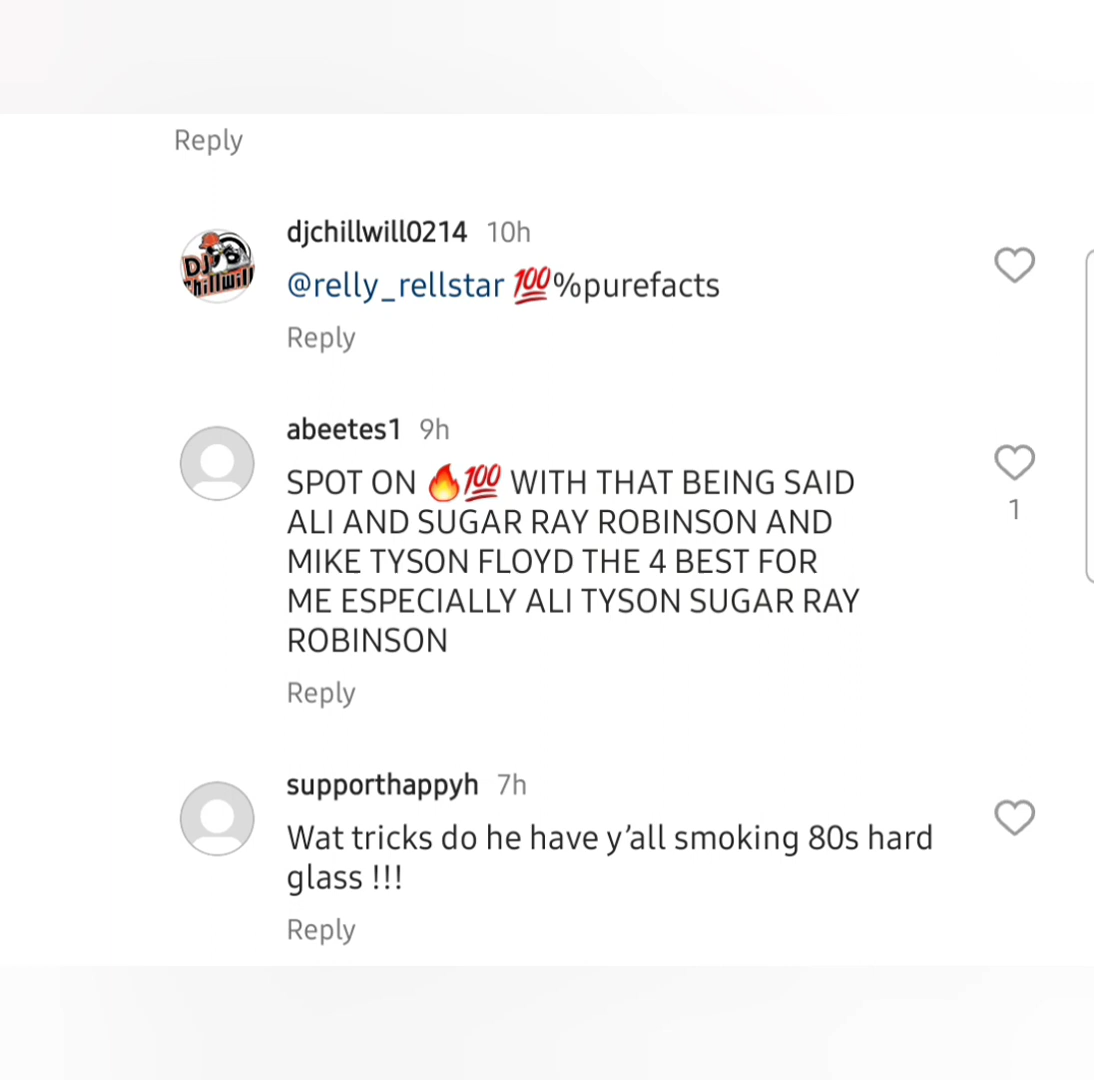 Reply
djchillwill0214 10h
DJ
Chillwill
@relly_rellstar 💯%purefacts
Reply
abeetes1 9h
SPOT ON 🔥💯 WITH THAT BEING SAID
ALI AND SUGAR RAY ROBINSON AND
MIKE TYSON FLOYD THE 4 BEST FOR
ME ESPECIALLY ALI TYSON SUGAR RAY
ROBINSON
1
Reply
supporthappyh 7h
Wat tricks do he have y’all smoking 80s hard
glass !!!
Reply